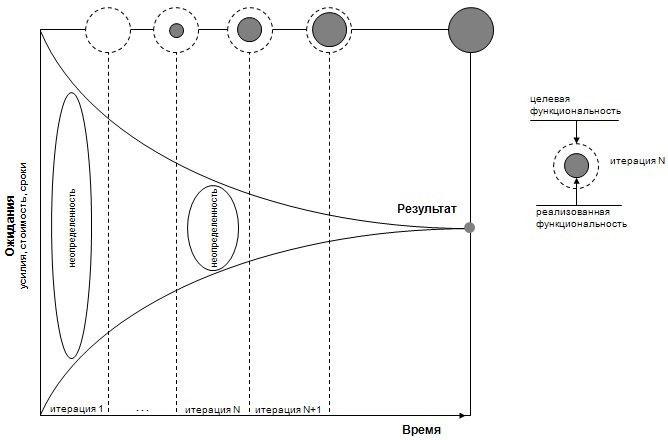 целевая
функциональность
итерация N
реализованная
функциональность
Ожидания
усилия, стоимость, сроки
неопределенность
неопределенность
Результат
итерация 1
. . .
итерация N
итерация N+1
Время